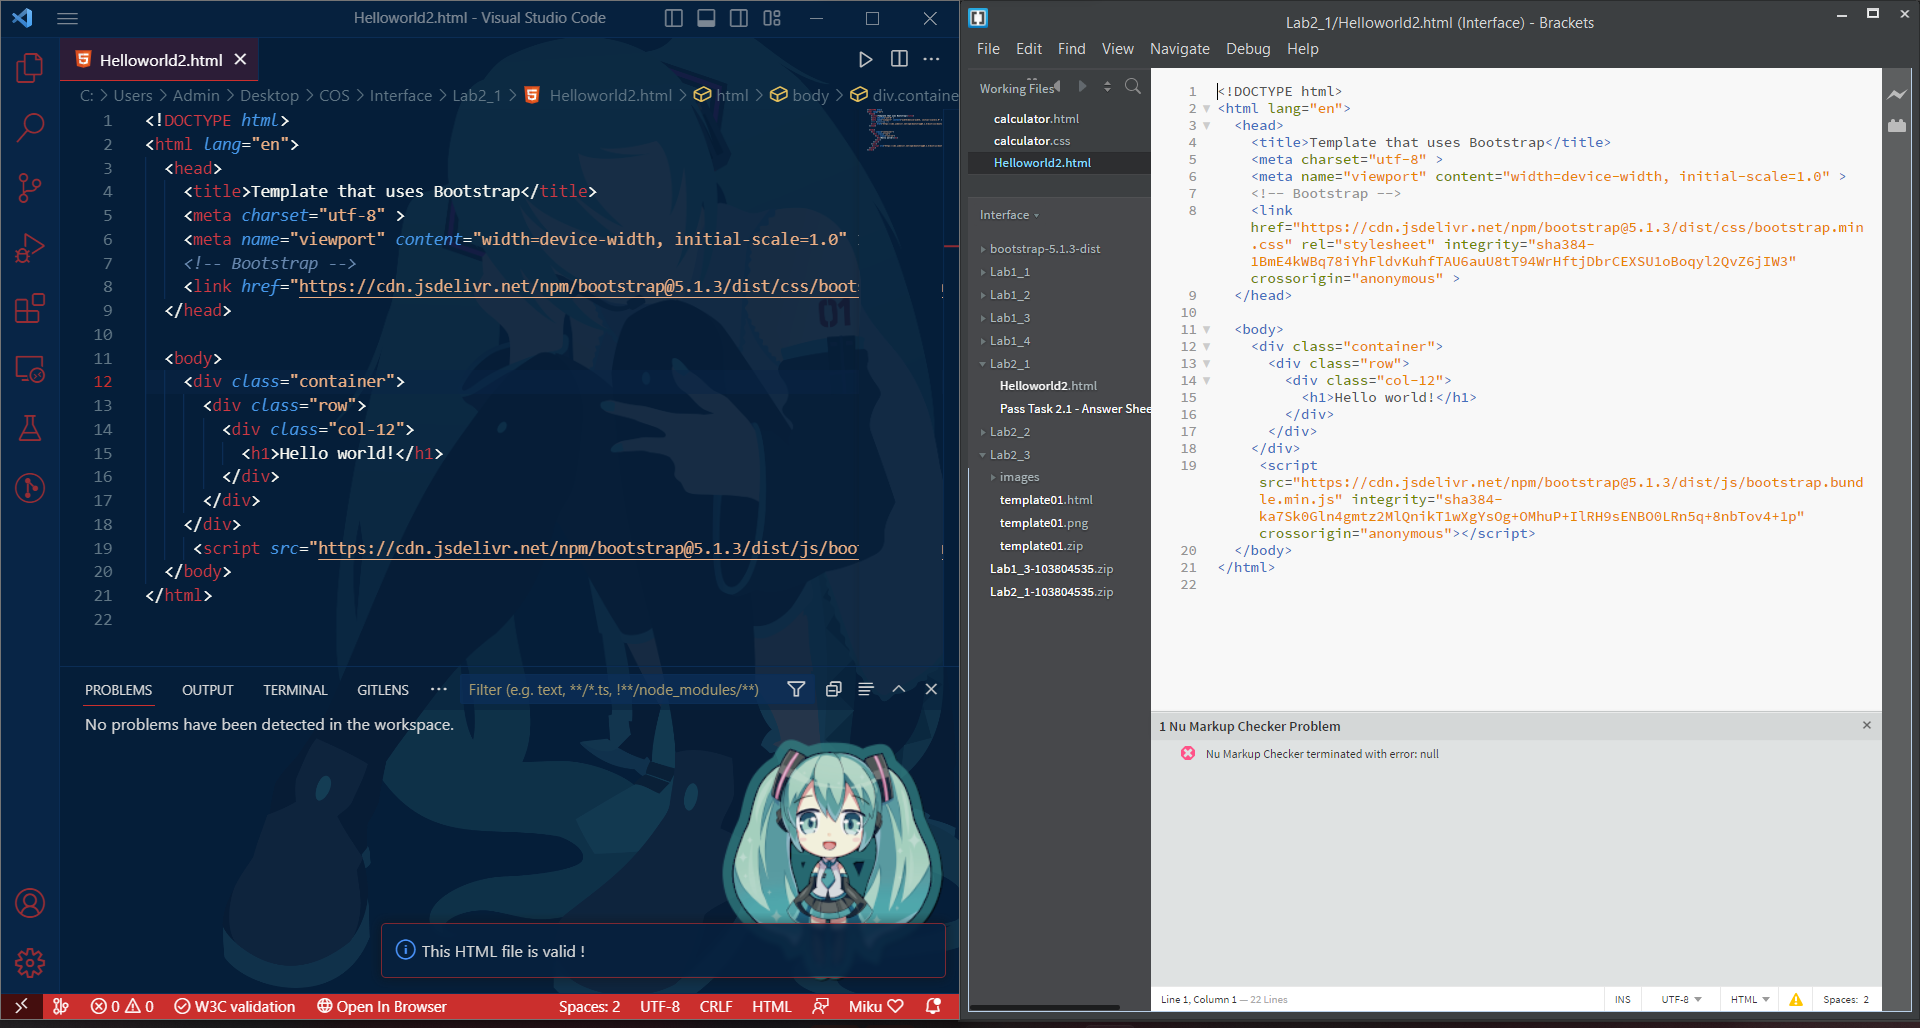 Helloworld2.html - Visual Studio Code
Helloworld2.html
C: > Users > Admin > Desktop > COS > Interface > Lab2_1 > Helloworld2.html > html > body > div.containe
1 <!DOCTYPE html>
2 <html lang="en">
3 <head>
4 <title>Template that uses Bootstrap</title>
5 <meta charset="utf-8" >
6 <meta name="viewport" content="width=device-width, initial-scale=1.0"
7 <!-- Bootstrap -->
8 <link href="https://cdn.jsdelivr.net/npm/bootstrap@5.1.3/dist/css/boots
9 </head>
10
11 <body>
12 <div class="container">
13 <div class="row">
14 <div class="col-12">
15 <h1>Hello world!</h1>
16 </div>
17 </div>
18 </div>
19 <script src="https://cdn.jsdelivr.net/npm/bootstrap@5.1.3/dist/js/boo
20 </body>
21 </html>
22
01
PROBLEMS OUTPUT TERMINAL GITLENS ··· Filter (e.g. text, **/*.ts, !**/node_modules/**)
No problems have been detected in the workspace.
This HTML file is valid !
0 0 W3C validation Open In Browser Spaces: 2 UTF-8 CRLF HTML Miku
Lab2_1/Helloworld2.html (Interface) - Brackets
File Edit Find View Navigate Debug Help
Working Files
calculator.html
calculator.css
Helloworld2.html
Interface
bootstrap-5.1.3-dist
Lab1_1
Lab1_2
Lab1_3
Lab1_4
Lab2_1
Helloworld2.html
Pass Task 2.1 - Answer Shee
Lab2_2
Lab2_3
images
template01.html
template01.png
template01.zip
Lab1_3-103804535.zip
Lab2_1-103804535.zip
1 <!DOCTYPE html>
2 <html lang="en">
3 <head>
4 <title>Template that uses Bootstrap</title>
5 <meta charset="utf-8" >
6 <meta name="viewport" content="width=device-width, initial-scale=1.0" >
7 <!-- Bootstrap -->
8 <link
href="https://cdn.jsdelivr.net/npm/bootstrap@5.1.3/dist/css/bootstrap.min
.css" rel="stylesheet" integrity="sha384-
1BmE4kWBq78iYhFldvKuhfTAU6auU8tT94WrHftjDbrCEXSU1oBoqyl2QvZ6jIW3"
crossorigin="anonymous" >
9 </head>
10
11 <body>
12 <div class="container">
13 <div class="row">
14 <div class="col-12">
15 <h1>Hello world!</h1>
16 </div>
17 </div>
18 </div>
19 <script
src="https://cdn.jsdelivr.net/npm/bootstrap@5.1.3/dist/js/bootstrap.bund
le.min.js" integrity="sha384-
ka7Sk0Gln4gmtz2MlQnikT1wXgYsOg+OMhuP+IlRH9sENBO0LRn5q+8nbTov4+1p"
crossorigin="anonymous"></script>
20 </body>
21 </html>
22
1 Nu Markup Checker Problem
Nu Markup Checker terminated with error: null
Line 1, Column 1 — 22 Lines INS UTF-8 HTML Spaces: 2